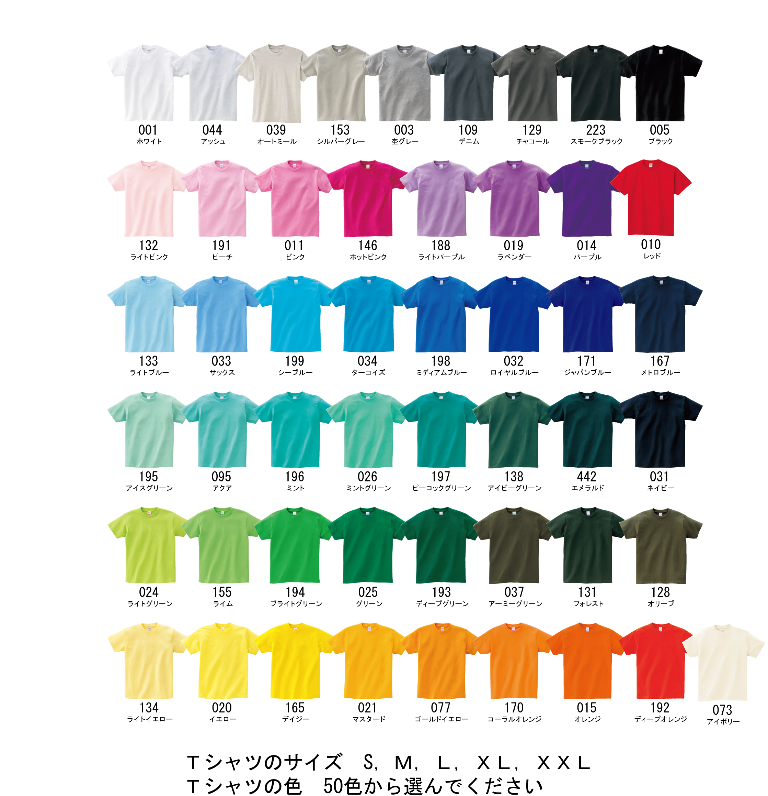 001 044 039 153 003 109 129 223 005
ホワイト アッシュ オートミール シルバーグレー 杢グレー デニム チャコール スモークブラック ブラック
132 191 011 146 188 019 014 010
ライトピンク ピーチ ピンク ホットピンク ライトパープル ラベンダー パープル レッド
133 033 199 034 198 032 171 167
ライトブルー サックス シーブルー ターコイズ ミディアムブルー ロイヤルブルー ジャパンブルー メトロブルー
195 095 196 026 197 138 442 031
アイスグリーン アクア ミント ミントグリーン ピーコックグリーン アイビーグリーン エメラルド ネイビー
024 155 194 025 193 037 131 128
ライトグリーン ライム ブライトグリーン グリーン ディープグリーン アーミーグリーン フォレスト オリーブ
134 020 165 021 077 170 015 192 073
ライトイエロー イエロー デイジー マスタード ゴールドイエロー コーラルオレンジ オレンジ ディープオレンジ アイボリー
Ｔシャツのサイズ　S, Ｍ, Ｌ, ＸＬ, ＸＸＬ
Ｔシャツの色　50色から選んでください